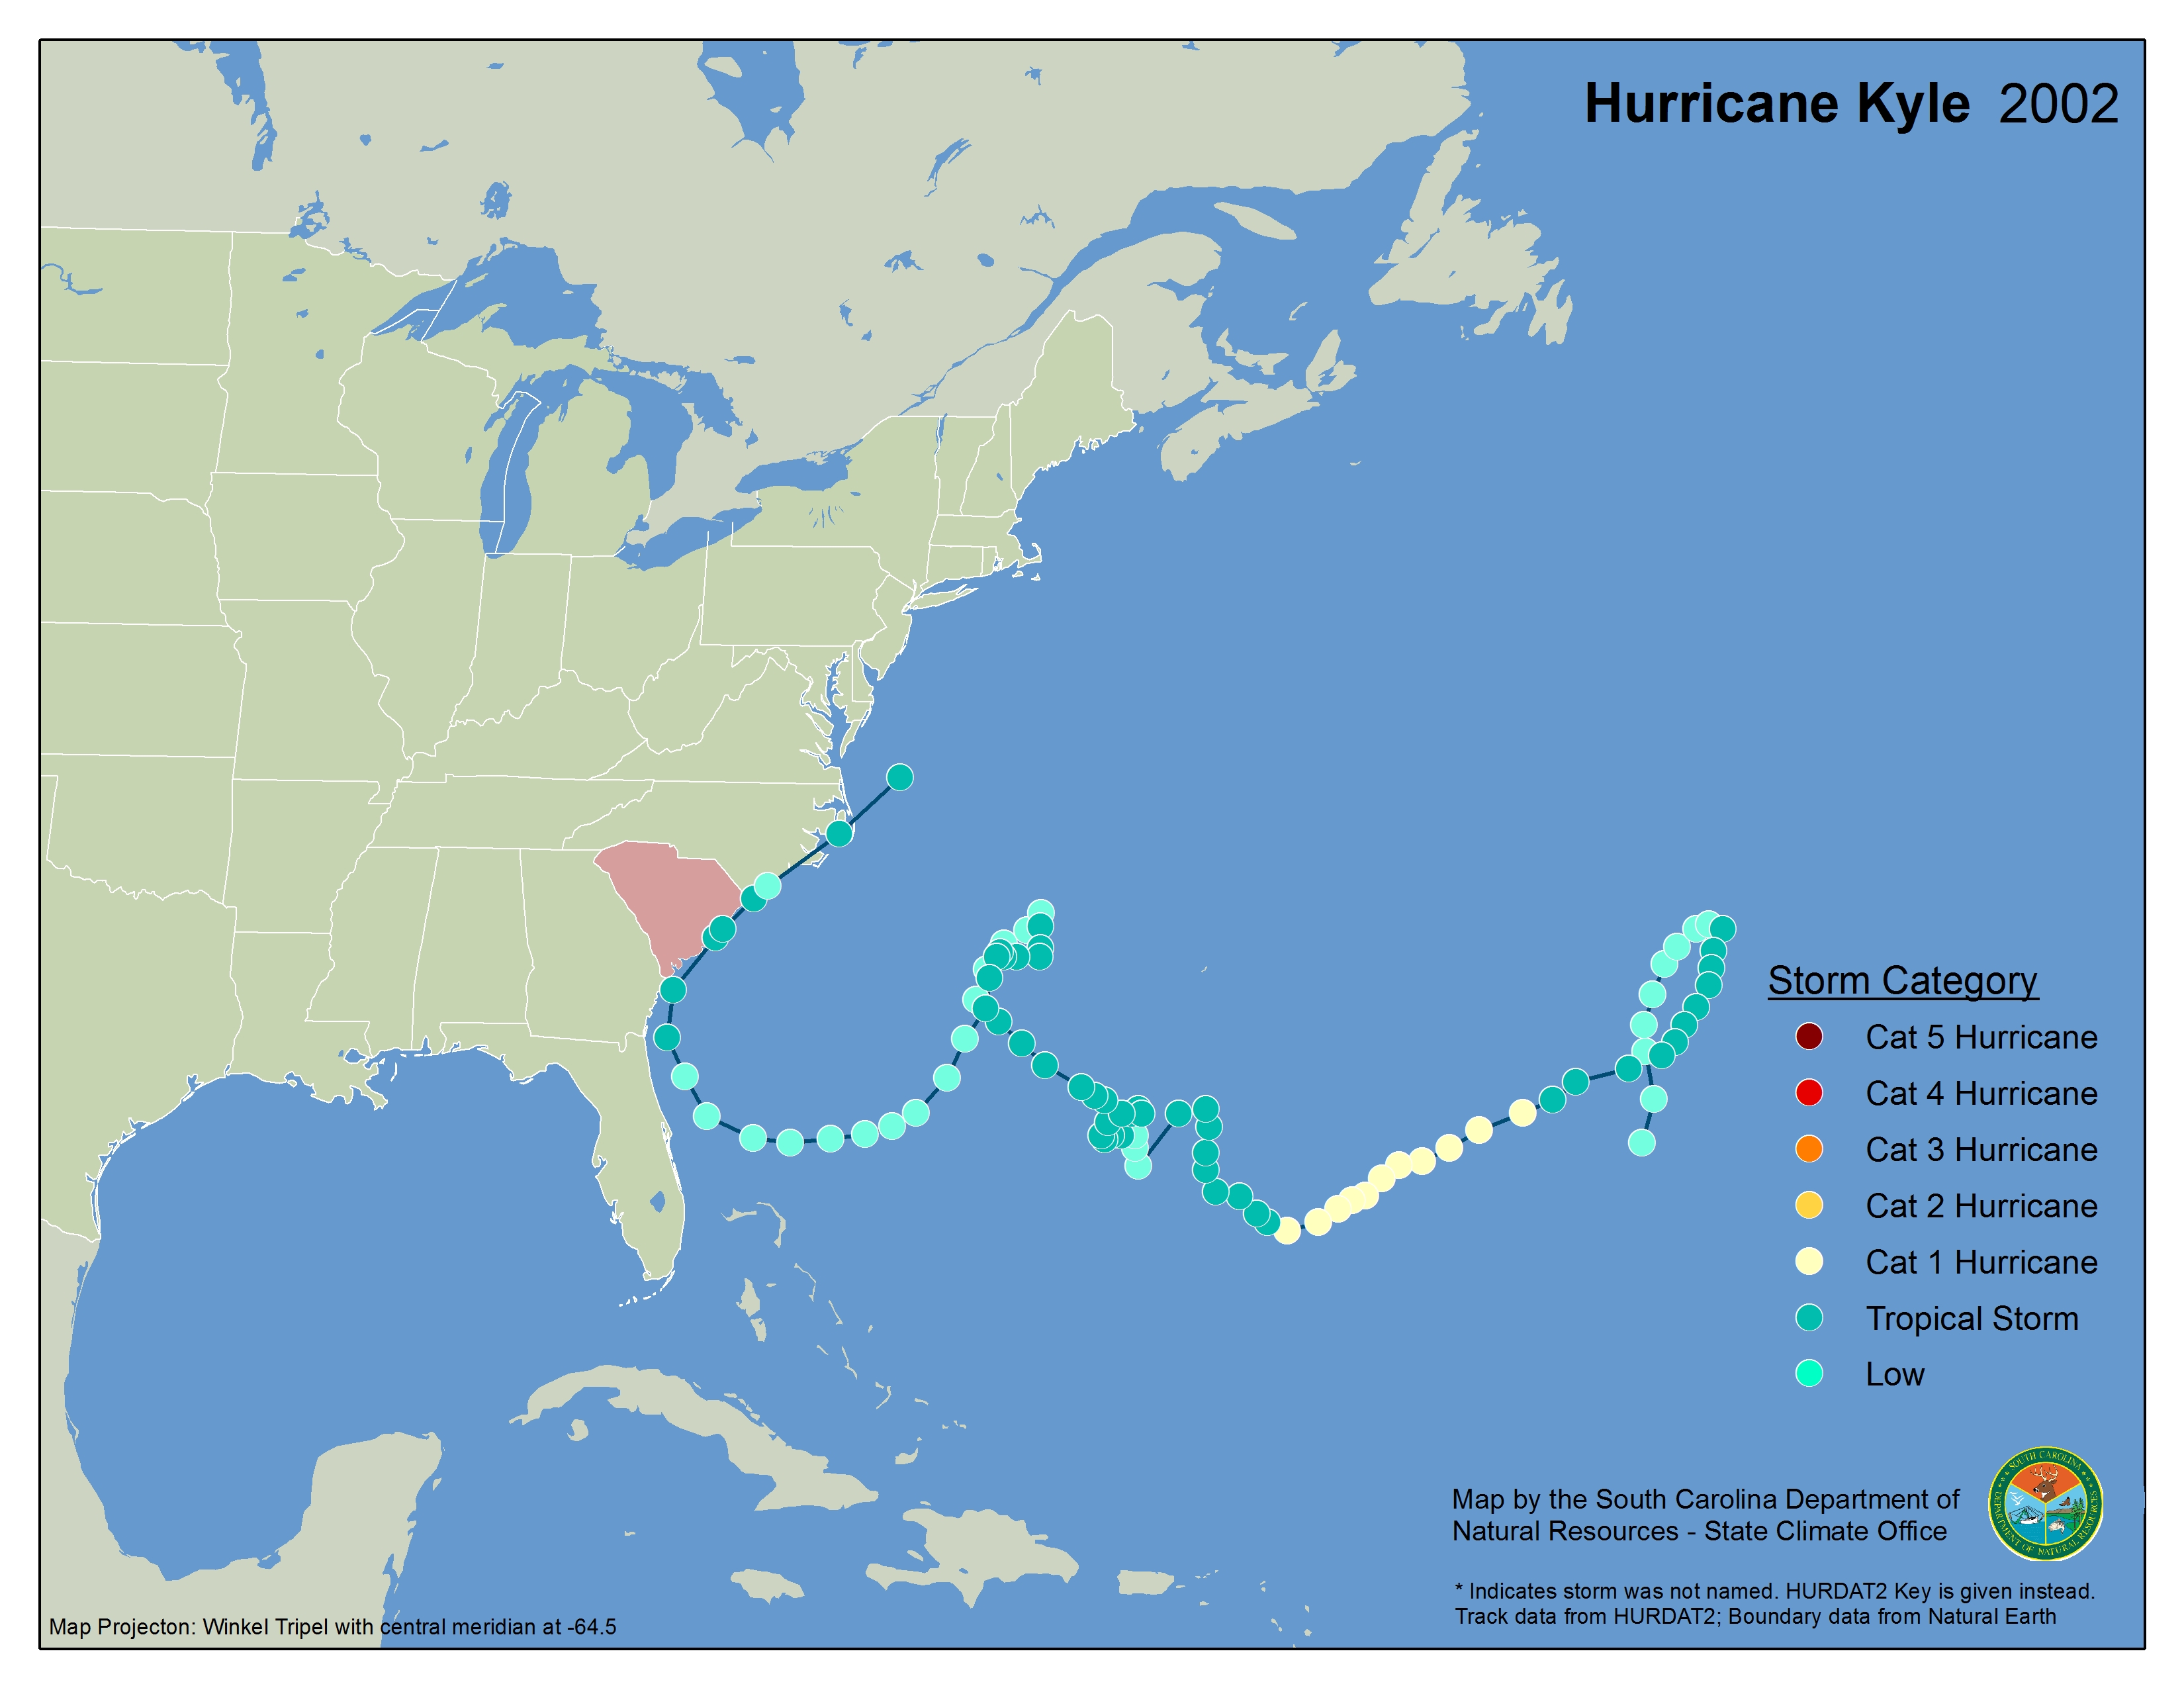 Hurricane Kyle 2002
Storm Category
Cat 5 Hurricane
Cat 4 Hurricane
Cat 3 Hurricane
Cat 2 Hurricane
Cat 1 Hurricane
Tropical Storm
Low
Map by the South Carolina Department of
Natural Resources - State Climate Office
SOUTH CAROLINA
DEPARTMENT OF NATURAL RESOURCES
* Indicates storm was not named. HURDAT2 Key is given instead.
Track data from HURDAT2; Boundary data from Natural Earth
Map Projecton: Winkel Tripel with central meridian at -64.5